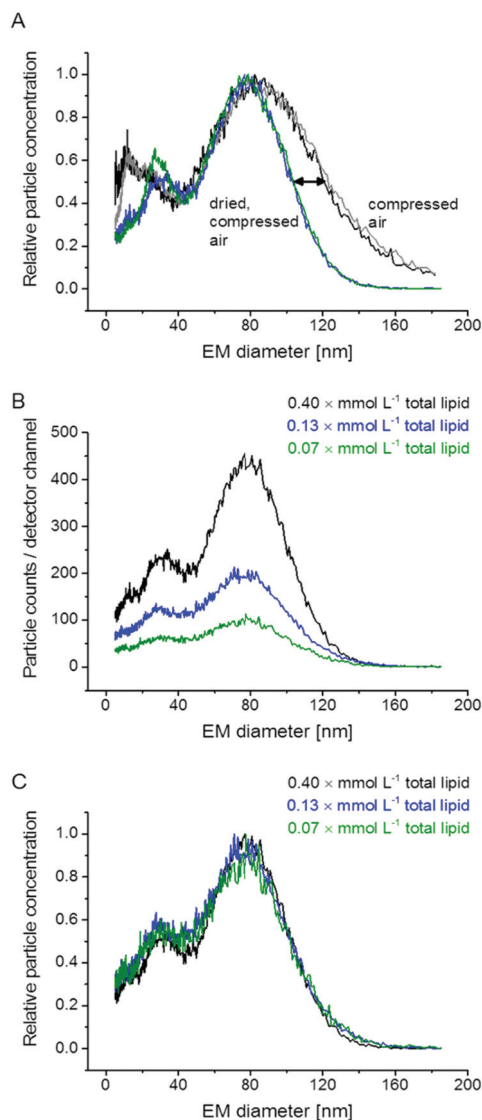 A
Relative particle concentration
1.0
0.8
0.6
0.4
0.2
0.0
dried,
compressed
air
compressed
air
0 40 80 120 160 200
EM diameter [nm]
B
0.40 × mmol L⁻¹ total lipid
0.13 × mmol L⁻¹ total lipid
0.07 × mmol L⁻¹ total lipid
Particle counts / detector channel
500
400
300
200
100
0
0 40 80 120 160 200
EM diameter [nm]
C
0.40 × mmol L⁻¹ total lipid
0.13 × mmol L⁻¹ total lipid
0.07 × mmol L⁻¹ total lipid
Relative particle concentration
1.0
0.8
0.6
0.4
0.2
0.0
0 40 80 120 160 200
EM diameter [nm]